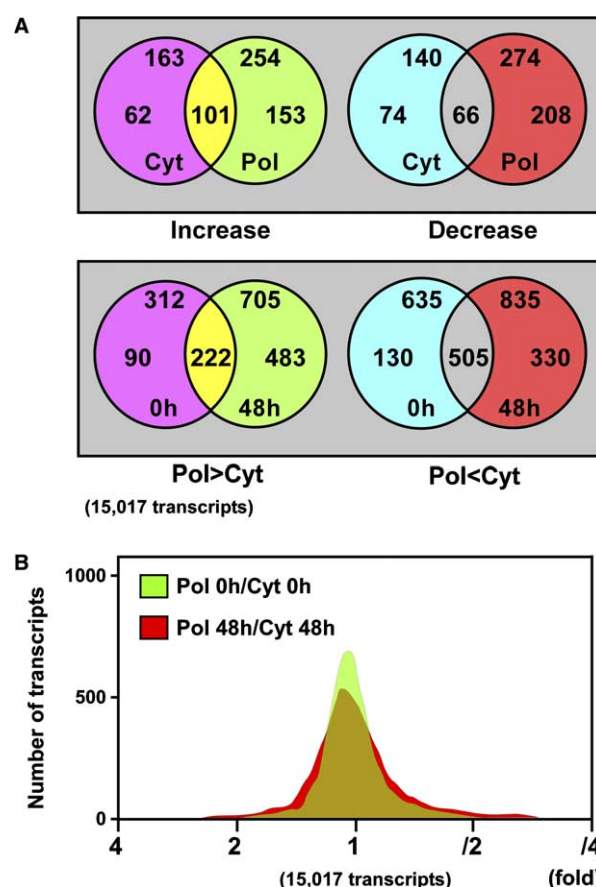 A
163 254 140 274
62 101 153 74 66 208
Cyt Pol Cyt Pol
Increase Decrease
312 705 635 835
90 222 483 130 505 330
0h 48h 0h 48h
Pol>Cyt Pol<Cyt
(15,017 transcripts)
B
1000
Pol 0h/Cyt 0h
Pol 48h/Cyt 48h
Number of transcripts
500
0
4 2 1 /2 /4
(15,017 transcripts) (fold)